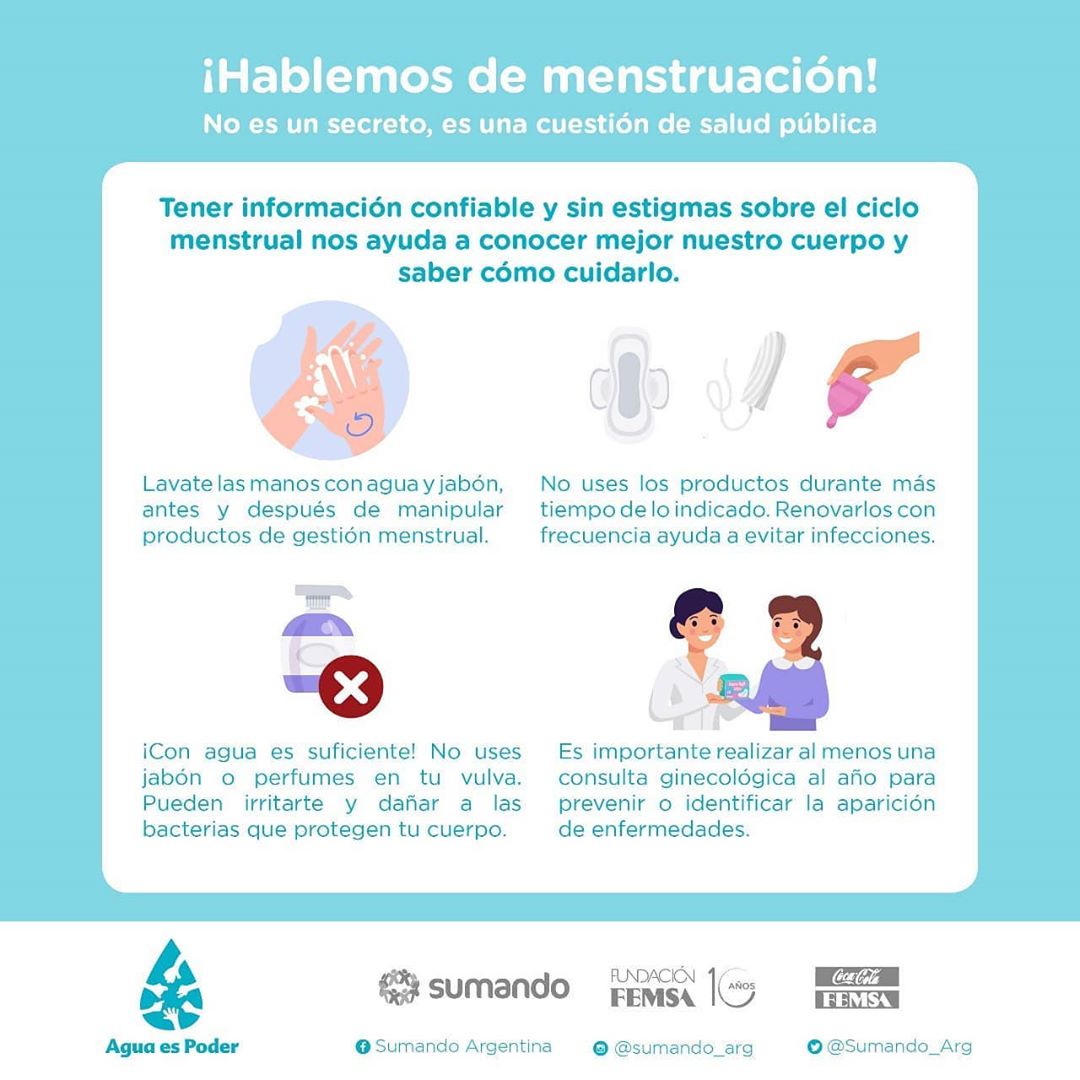 ¡Hablemos de menstruación!
No es un secreto, es una cuestión de salud pública
Tener información confiable y sin estigmas sobre el ciclo
menstrual nos ayuda a conocer mejor nuestro cuerpo y
saber cómo cuidarlo.
Lavate las manos con agua y jabón,
antes y después de manipular
productos de gestión menstrual.
No uses los productos durante más
tiempo de lo indicado. Renovarlos con
frecuencia ayuda a evitar infecciones.
¡Con agua es suficiente! No uses
jabón o perfumes en tu vulva.
Pueden irritarte y dañar a las
bacterias que protegen tu cuerpo.
Es importante realizar al menos una
consulta ginecológica al año para
prevenir o identificar la aparición
de enfermedades.
Agua es Poder
sumando
FUNDACIÓN
FEMSA
10 AÑOS
Coca-Cola
FEMSA
Sumando Argentina
@sumando_arg
@Sumando_Arg